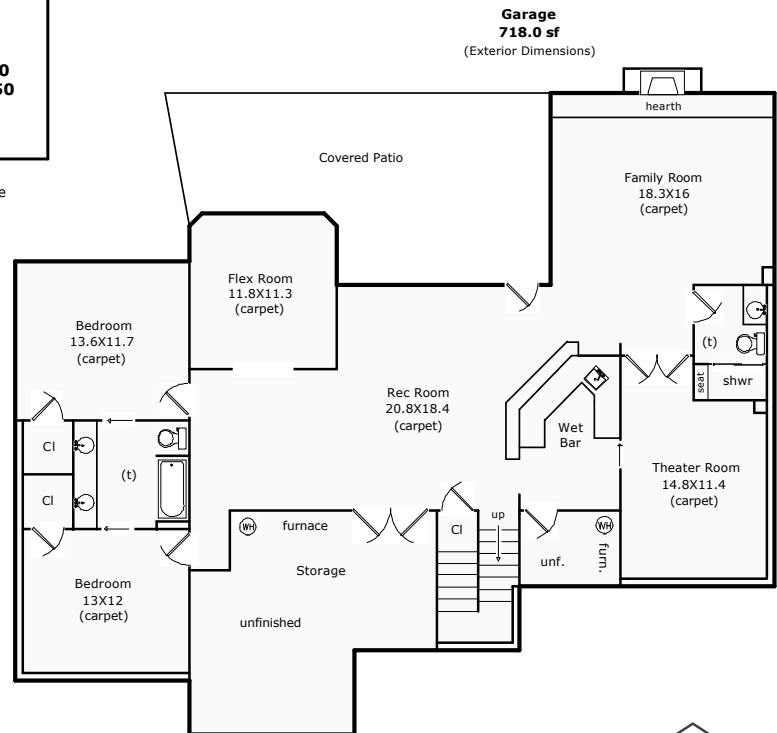 Garage
718.0 sf
(Exterior Dimensions)
0
50
e
hearth
Covered Patio
Family Room
18.3X16
(carpet)
Flex Room
11.8X11.3
(carpet)
Bedroom
13.6X11.7
(carpet)
(t)
seat
shwr
Rec Room
20.8X18.4
(carpet)
Wet
Bar
Cl
(t)
Cl
Theater Room
14.8X11.4
(carpet)
WH
furnace
Storage
unfinished
Cl
up
WH
unf.
furn.
Bedroom
13X12
(carpet)